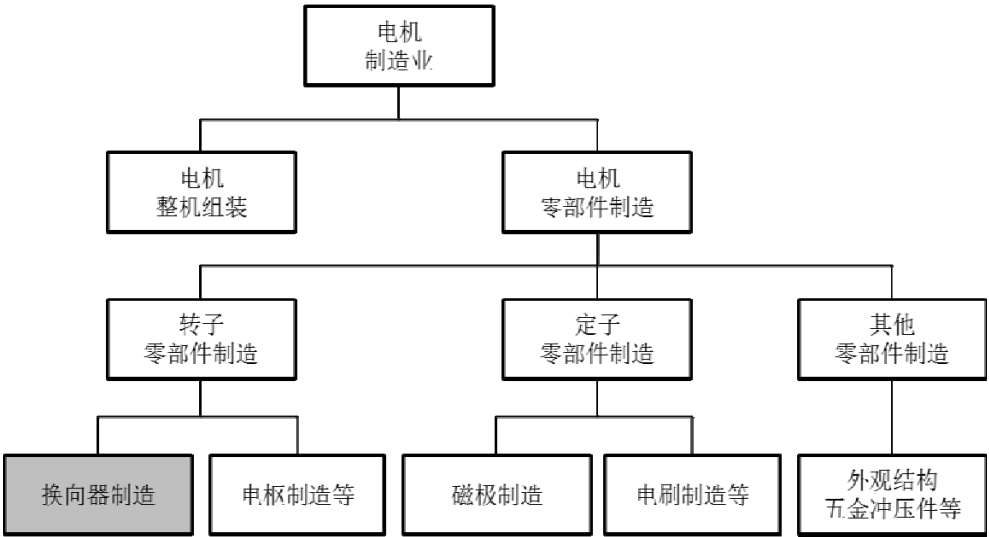 电机
制造业
电机
整机组装
电机
零部件制造
转子
零部件制造
定子
零部件制造
其他
零部件制造
换向器制造
电枢制造等
磁极制造
电刷制造等
外观结构
五金冲压件等